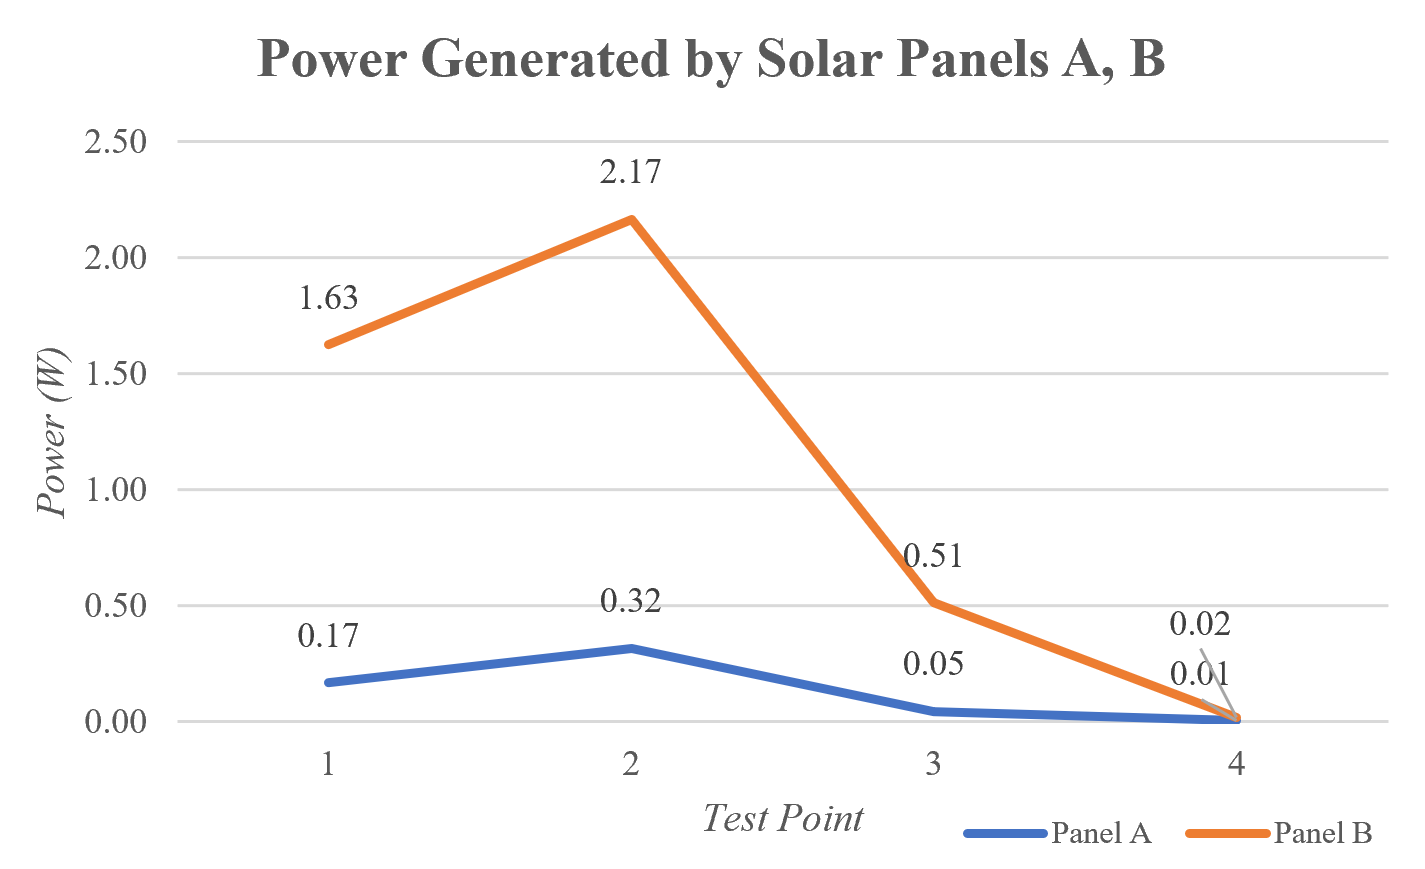 Power Generated by Solar Panels A, B
2.50
2.00
1.50
1.00
0.50
0.00
Power (W)
1.63
2.17
0.51
0.02
0.17
0.32
0.05
0.01
1 2 3 4
Test Point
Panel A Panel B